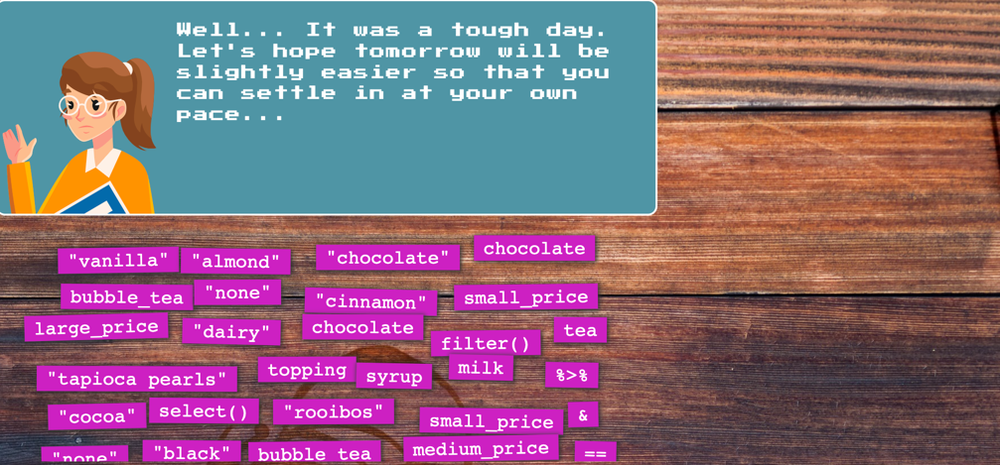 Well... It was a tough day.
Let's hope tomorrow will be
slightly easier so that you
can settle in at your own
pace...
"vanilla" "almond" "chocolate" chocolate
bubble_tea "none" "cinnamon" small_price
large_price "dairy" chocolate filter() tea
"tapioca pearls" topping syrup milk %>%
"cocoa" select() "rooibos" small_price &
"none" "black" bubble_tea medium_price ==